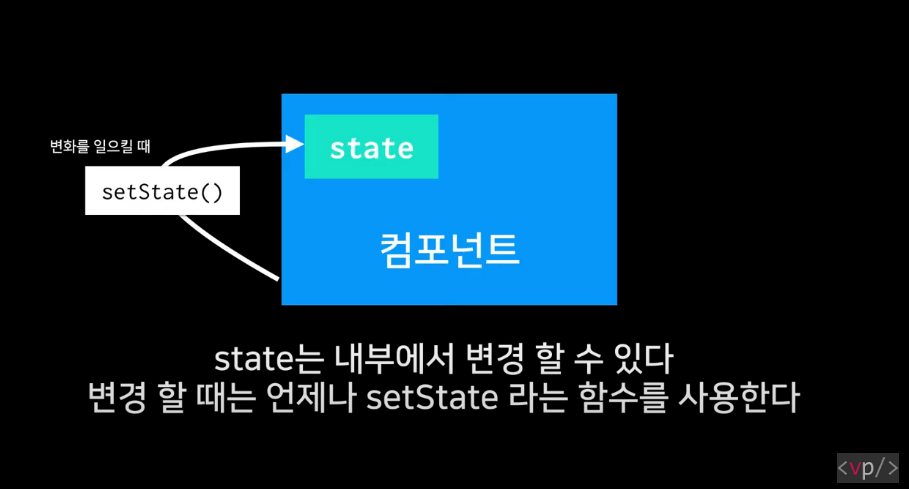 변화를 일으킬 때
setState()
state
컴포넌트
state는 내부에서 변경 할 수 있다
변경 할 때는 언제나 setState 라는 함수를 사용한다
<vp/>